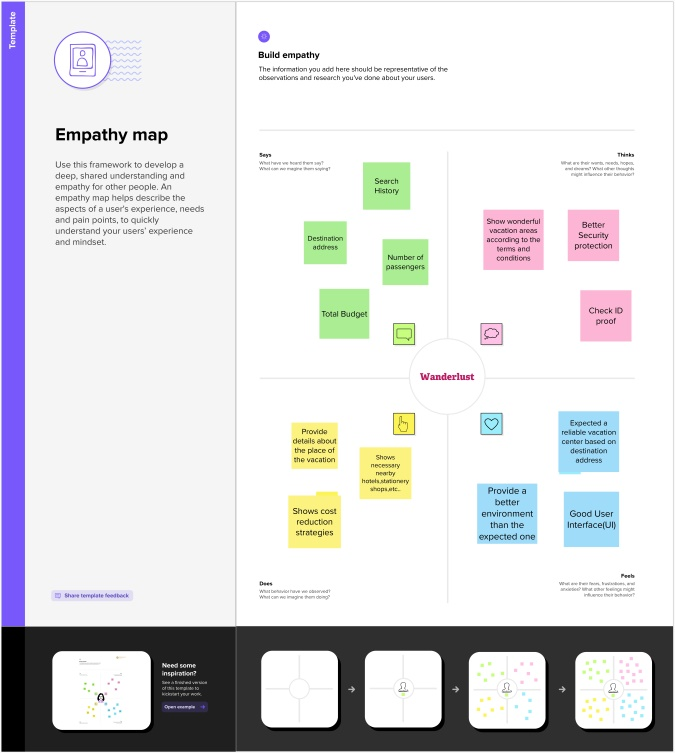 Template
Empathy map
Use this framework to develop a
deep, shared understanding and
empathy for other people. An
empathy map helps describe the
aspects of a user's experience, needs
and pain points, to quickly
understand your users' experience
and mindset.
Share template feedback
Build empathy
The information you add here should be representative of the
observations and research you've done about your users.
Says
What have we heard them say?
What can we imagine them saying?
Search
History
Destination
address
Number of
passengers
Total Budget
Thinks
What are their wants, needs, hopes,
and dreams? What other thoughts
might influence their behavior?
Show wonderful
vacation areas
according to the
terms and
conditions
Better
Security
protection
Check ID
proof
Wanderlust
Provide
details about
the place of
the vacation
Shows
necessary
nearby
hotels,stationery
shops,etc..
Shows cost
reduction
strategies
Does
What behavior have we observed?
What can we imagine them doing?
Expected a
reliable vacation
center based on
destination
address
Provide a
better
environment
than the
expected one
Good User
Interface(UI)
Feels
What are their fears, frustrations, and
anxieties? What other feelings might
influence their behavior?
Need some
inspiration?
See a finished version
of this template to
kickstart your work.
Open example